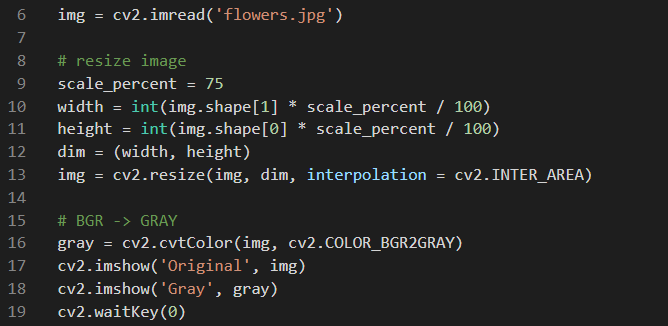 6 img = cv2.imread('flowers.jpg')
7
8 # resize image
9 scale_percent = 75
10 width = int(img.shape[1] * scale_percent / 100)
11 height = int(img.shape[0] * scale_percent / 100)
12 dim = (width, height)
13 img = cv2.resize(img, dim, interpolation = cv2.INTER_AREA)
14
15 # BGR -> GRAY
16 gray = cv2.cvtColor(img, cv2.COLOR_BGR2GRAY)
17 cv2.imshow('Original', img)
18 cv2.imshow('Gray', gray)
19 cv2.waitKey(0)